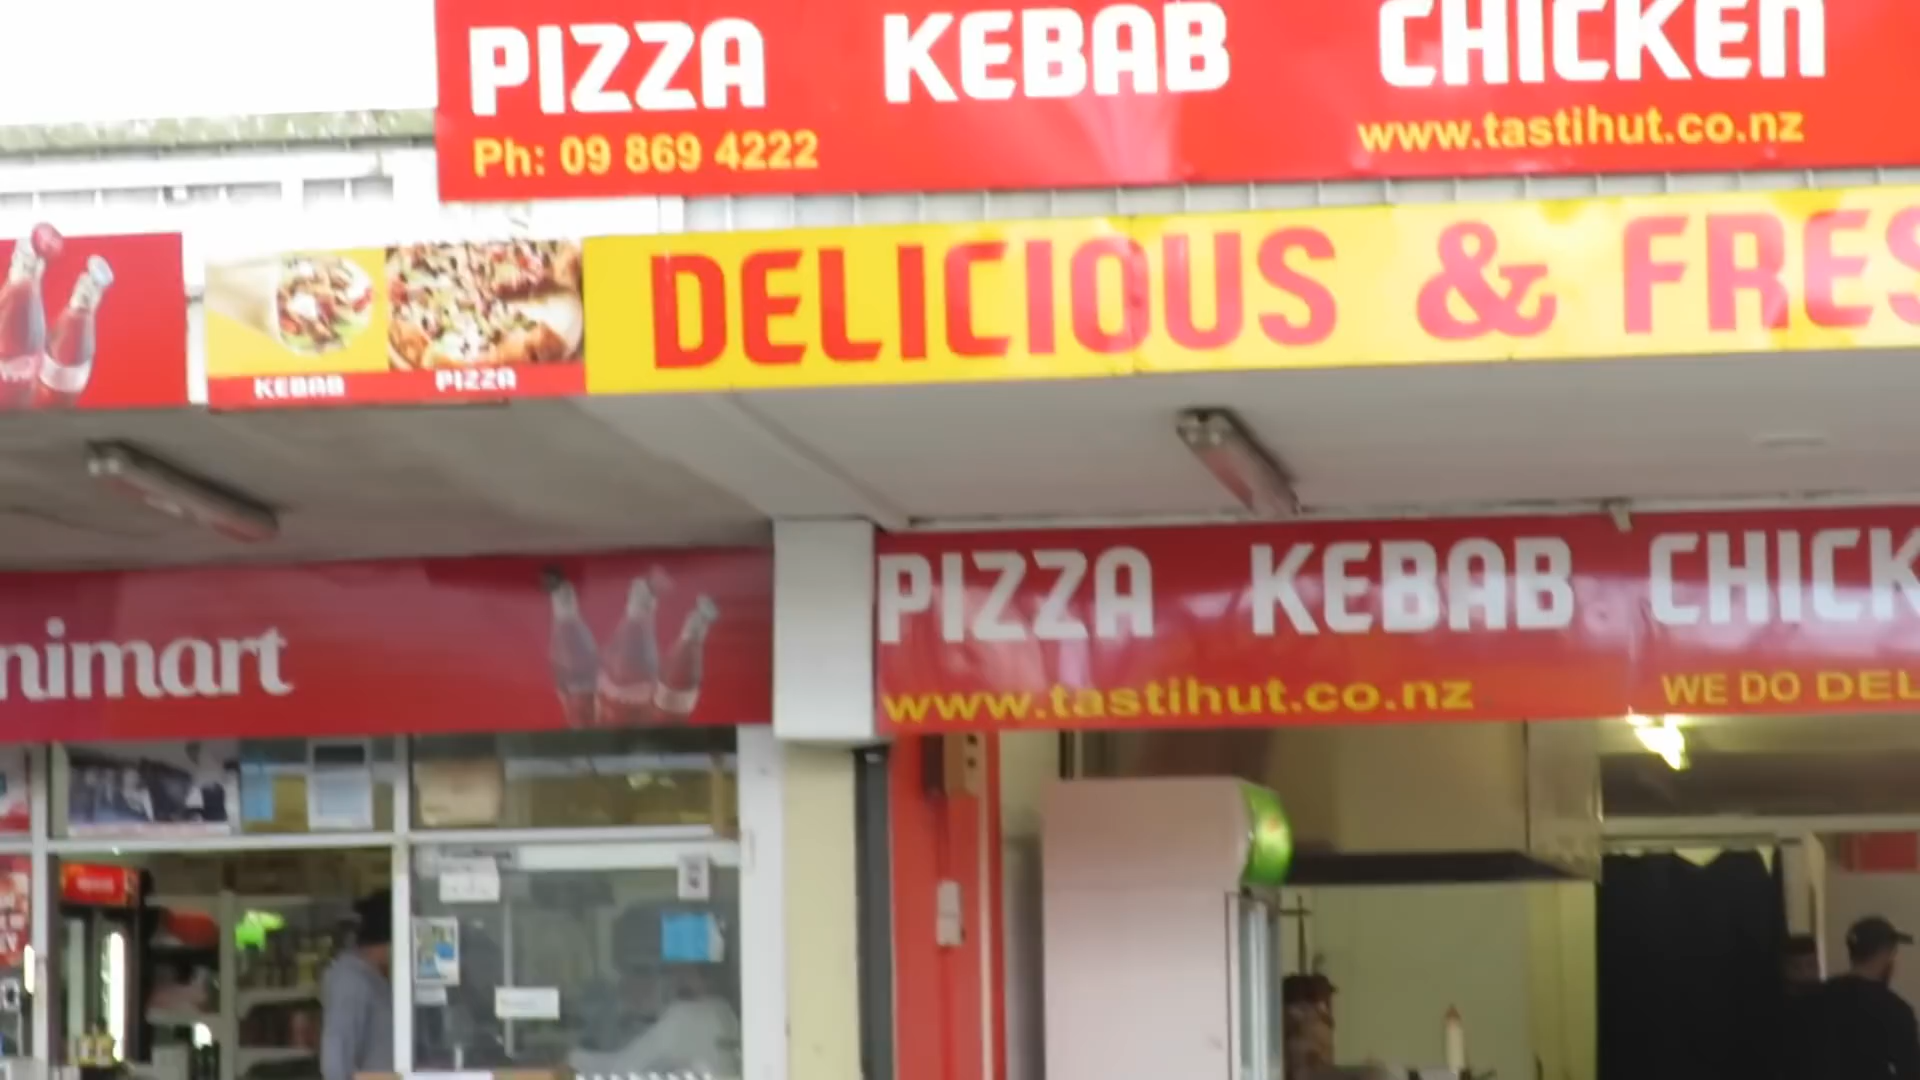 PIZZA KEBAB CHICKEN
Ph: 09 869 4222 www.tastihut.co.nz
DELICIOUS & FRES
KEBAB PIZZA
PIZZA KEBAB CHICK
www.tastihut.co.nz WE DO DEL
nimart